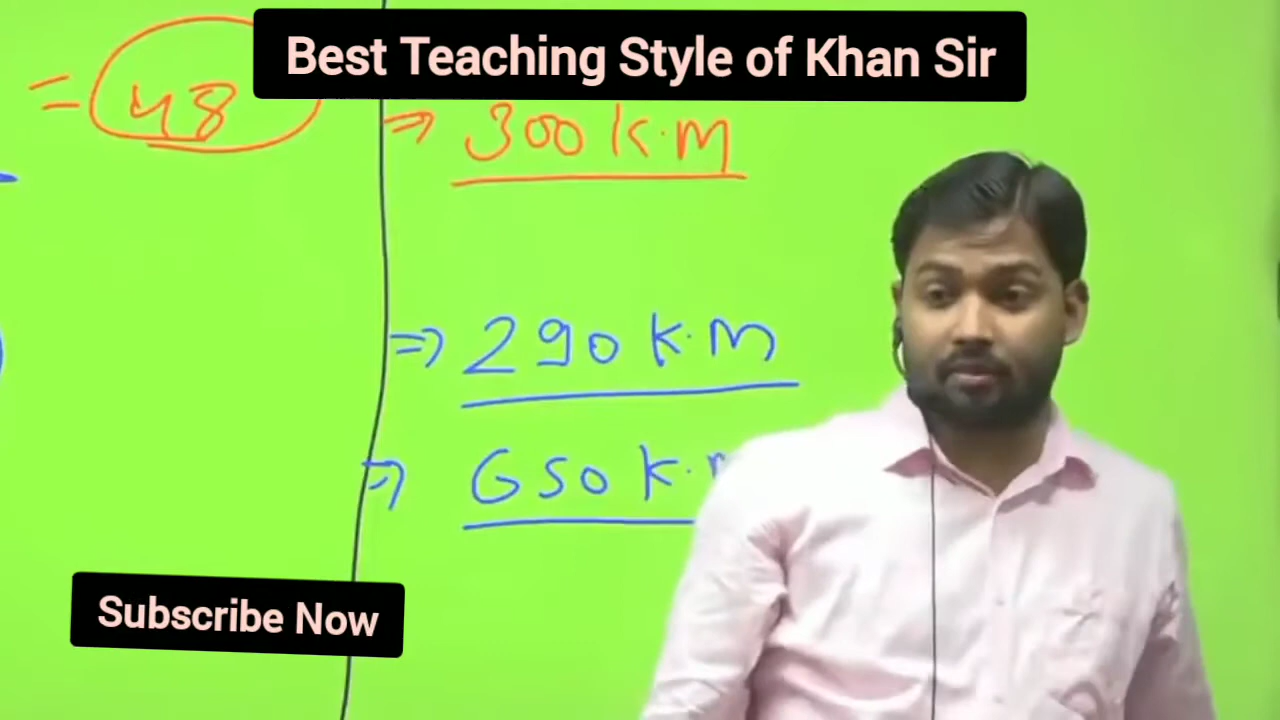 Best Teaching Style of Khan Sir
= 48
⇒ 300 K.M
⇒ 290 K.M
⇒ 650 K.
Subscribe Now